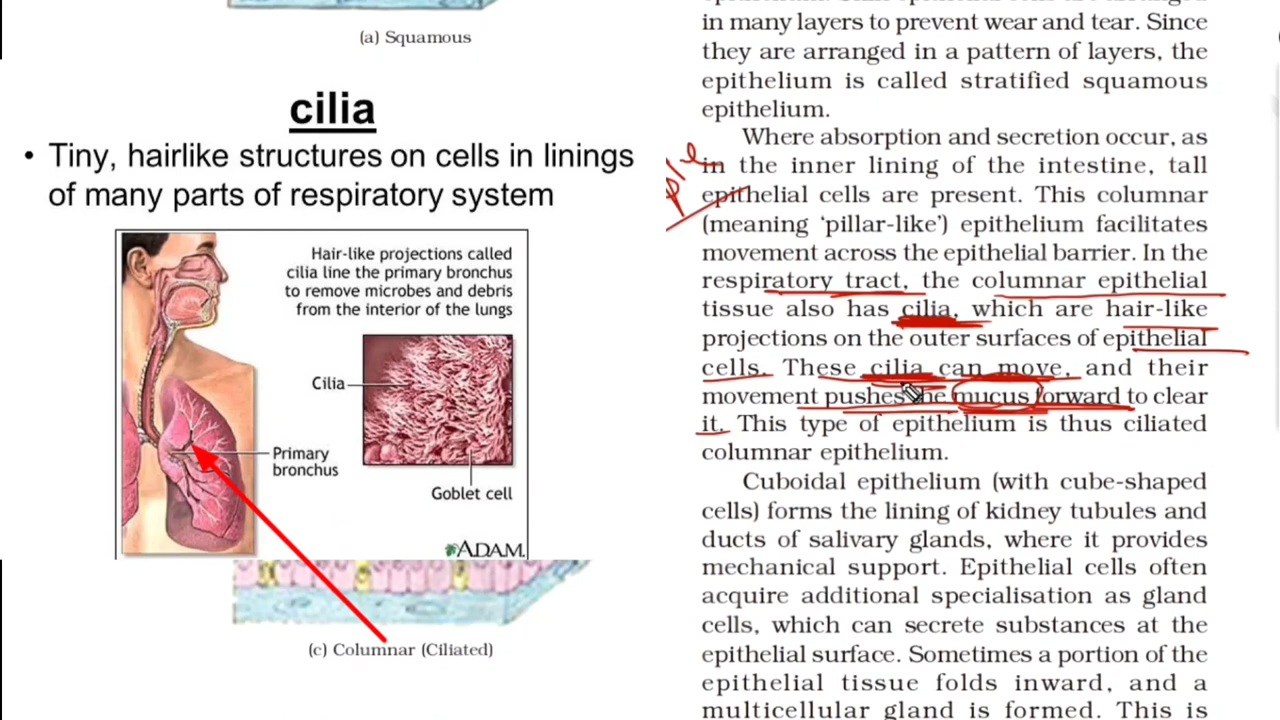 (a) Squamous
cilia
• Tiny, hairlike structures on cells in linings
of many parts of respiratory system
Hair-like projections called
cilia line the primary bronchus
to remove microbes and debris
from the interior of the lungs
Cilia
Primary
bronchus
Goblet cell
ADAM.
(c) Columnar (Ciliated)
in many layers to prevent wear and tear. Since
they are arranged in a pattern of layers, the
epithelium is called stratified squamous
epithelium.
Where absorption and secretion occur, as
in the inner lining of the intestine, tall
epithelial cells are present. This columnar
(meaning ‘pillar-like’) epithelium facilitates
movement across the epithelial barrier. In the
respiratory tract, the columnar epithelial
tissue also has cilia, which are hair-like
projections on the outer surfaces of epithelial
cells. These cilia can move, and their
movement pushes the mucus forward to clear
it. This type of epithelium is thus ciliated
columnar epithelium.
Cuboidal epithelium (with cube-shaped
cells) forms the lining of kidney tubules and
ducts of salivary glands, where it provides
mechanical support. Epithelial cells often
acquire additional specialisation as gland
cells, which can secrete substances at the
epithelial surface. Sometimes a portion of the
epithelial tissue folds inward, and a
multicellular gland is formed. This is